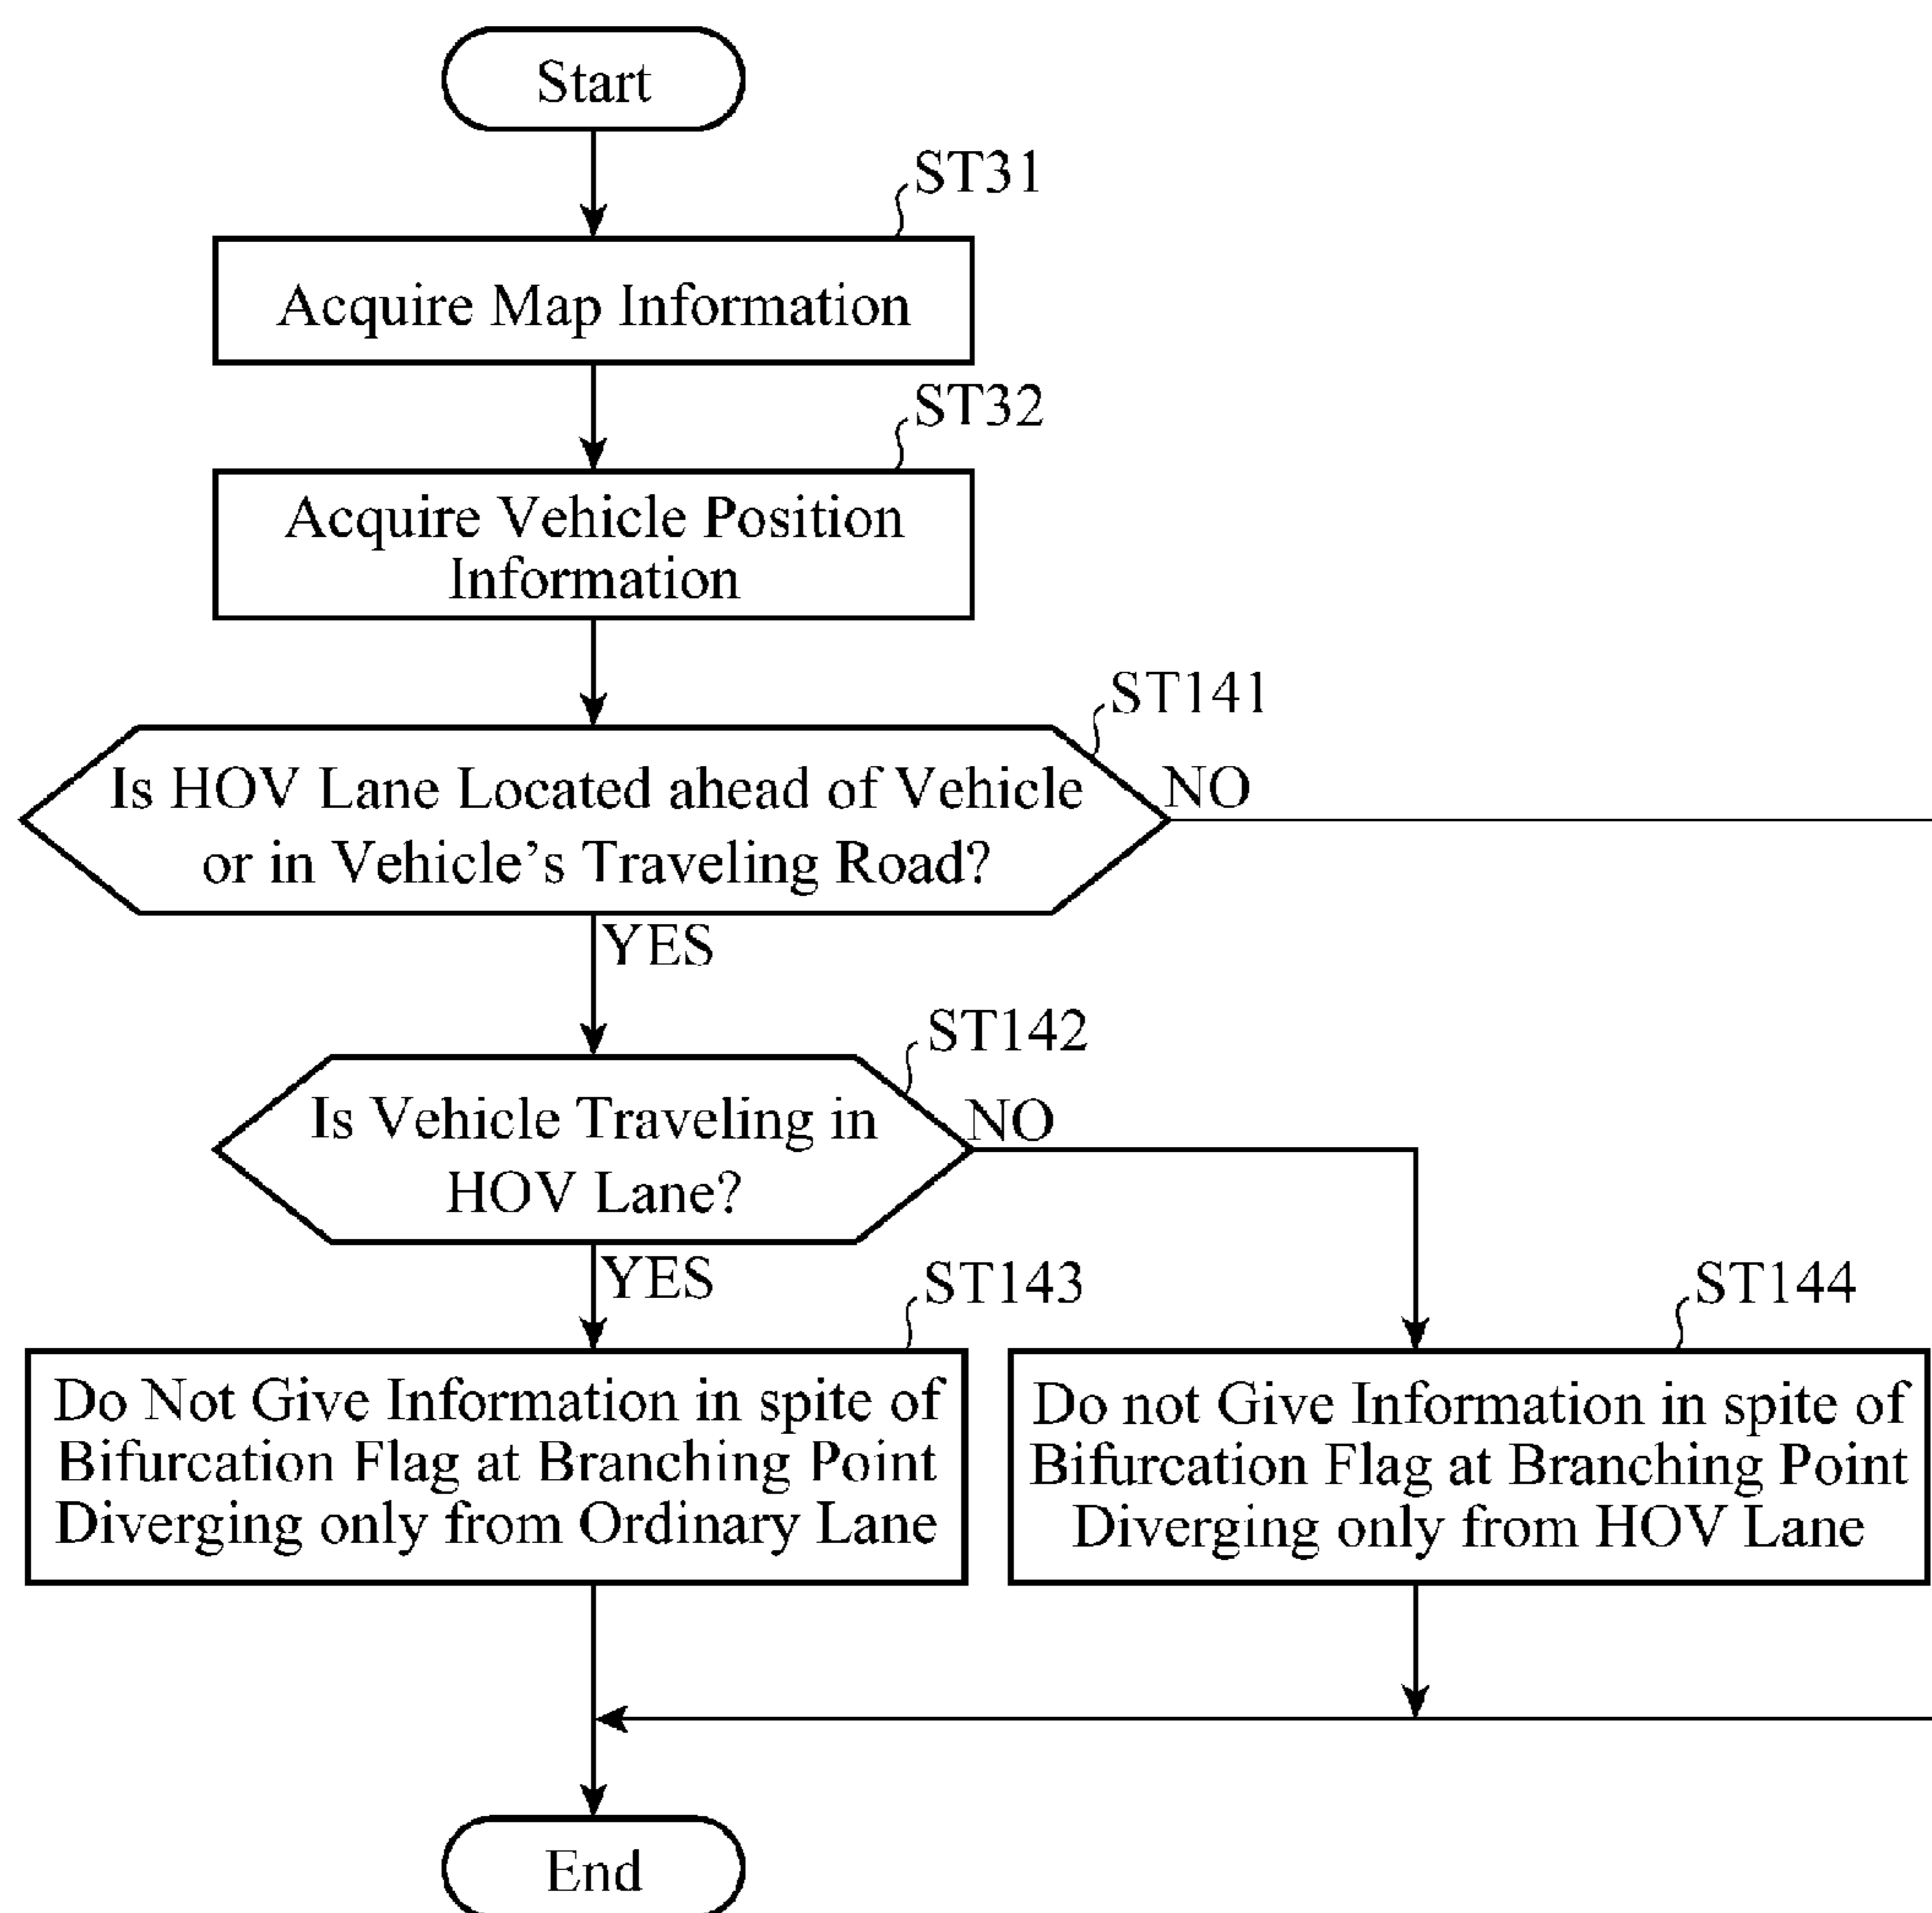 Start
ST31
Acquire Map Information
ST32
Acquire Vehicle Position
Information
ST141
Is HOV Lane Located ahead of Vehicle
or in Vehicle's Traveling Road?
NO
YES
ST142
Is Vehicle Traveling in
HOV Lane?
NO
YES
ST143
Do Not Give Information in spite of
Bifurcation Flag at Branching Point
Diverging only from Ordinary Lane
ST144
Do not Give Information in spite of
Bifurcation Flag at Branching Point
Diverging only from HOV Lane
End